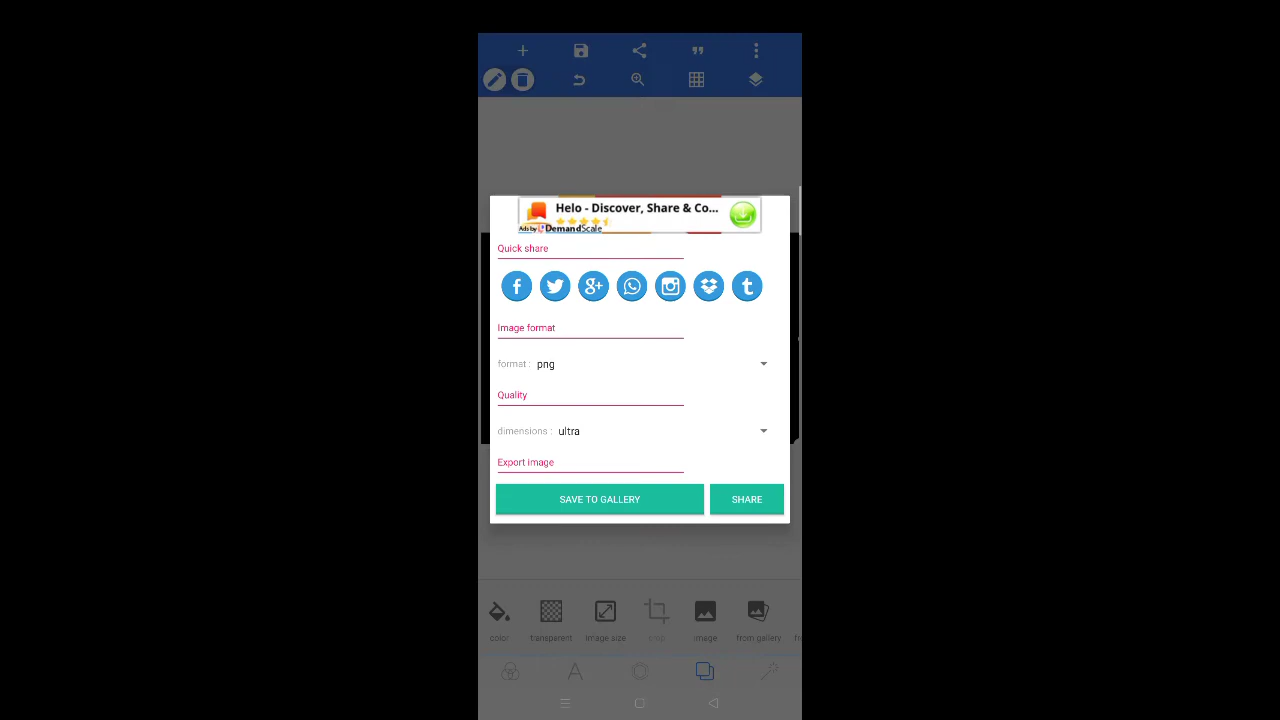 Helo - Discover, Share & Co...
Ads by DemandScale
Quick share
Image format
format : png
Quality
dimensions : ultra
Export image
SAVE TO GALLERY SHARE
color transparent image size crop image from gallery